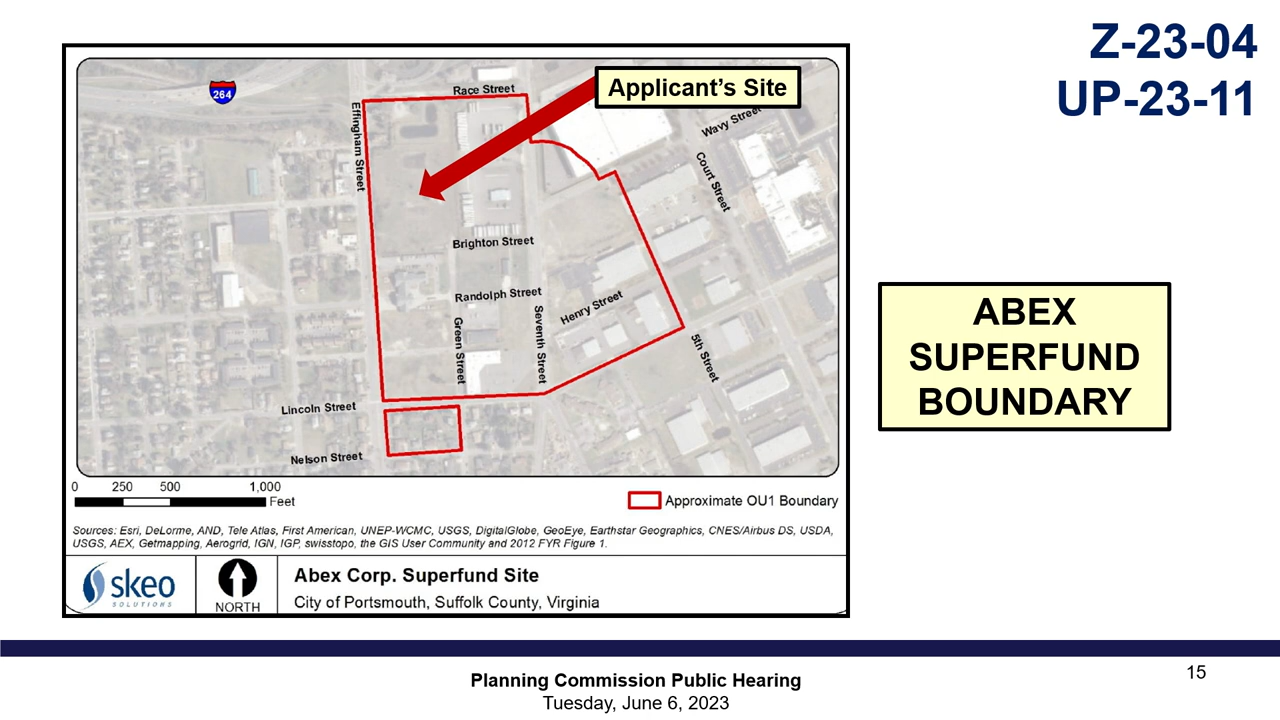 Z-23-04
UP-23-11
Applicant’s Site
264
Race Street
Effingham Street
Wavy Street
Court Street
Brighton Street
Randolph Street
Henry Street
Green Street
Seventh Street
5th Street
Lincoln Street
Nelson Street
ABEX
SUPERFUND
BOUNDARY
0 250 500 1,000
Feet
Approximate OU1 Boundary
Sources: Esri, DeLorme, AND, Tele Atlas, First American, UNEP-WCMC, USGS, DigitalGlobe, GeoEye, Earthstar Geographics, CNES/Airbus DS, USDA,
USGS, AEX, Getmapping, Aerogrid, IGN, IGP, swisstopo, the GIS User Community and 2012 FYR Figure 1.
skeo
SOLUTIONS
NORTH
Abex Corp. Superfund Site
City of Portsmouth, Suffolk County, Virginia
Planning Commission Public Hearing
Tuesday, June 6, 2023
15